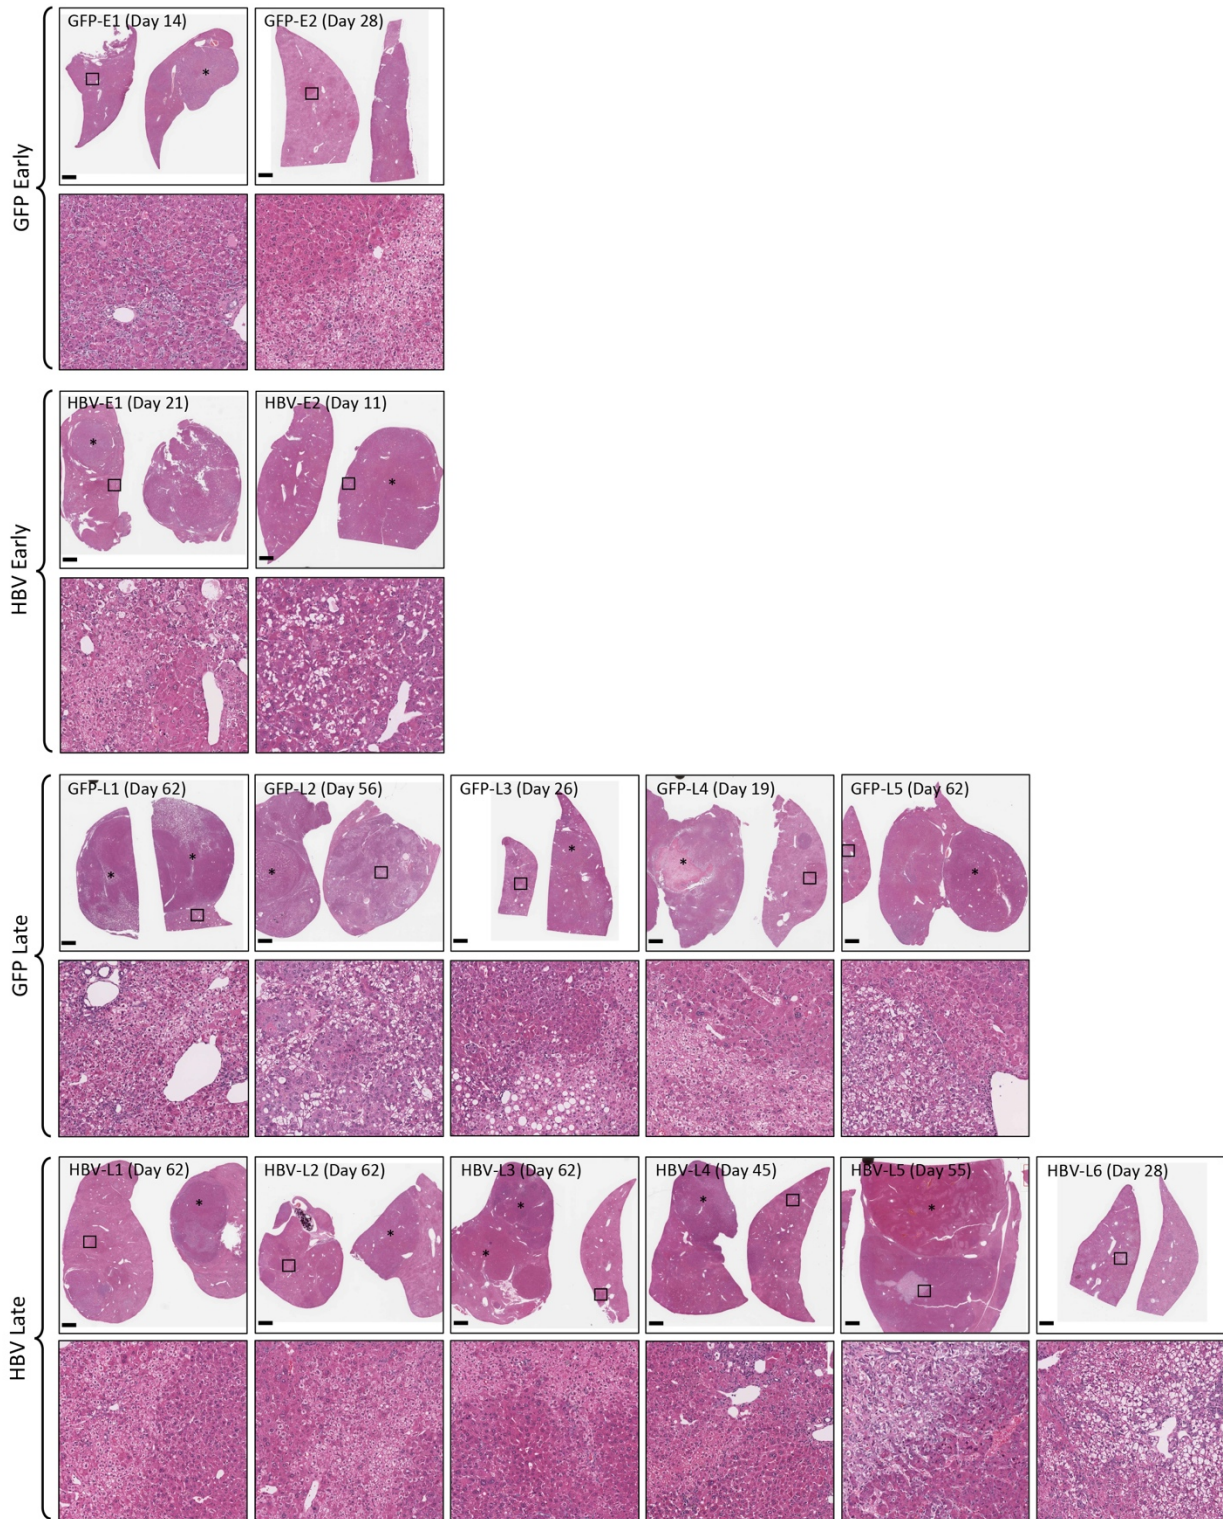 GFP Early
GFP-E1 (Day 14)
GFP-E2 (Day 28)
*
HBV Early
HBV-E1 (Day 21)
HBV-E2 (Day 11)
*
*
GFP Late
GFP-L1 (Day 62)
GFP-L2 (Day 56)
GFP-L3 (Day 26)
GFP-L4 (Day 19)
GFP-L5 (Day 62)
*
*
*
*
*
*
HBV Late
HBV-L1 (Day 62)
HBV-L2 (Day 62)
HBV-L3 (Day 62)
HBV-L4 (Day 45)
HBV-L5 (Day 55)
HBV-L6 (Day 28)
*
*
*
*
*
*